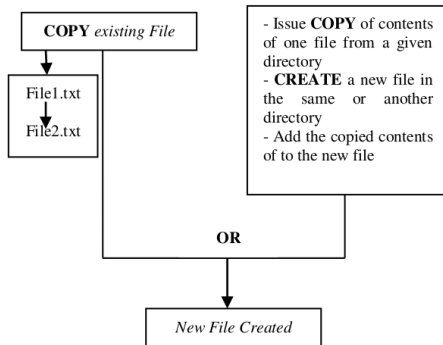 COPY existing File
File1.txt
File2.txt
- Issue COPY of contents
of one file from a given
directory
- CREATE a new file in
the same or another
directory
- Add the copied contents
of to the new file
OR
New File Created